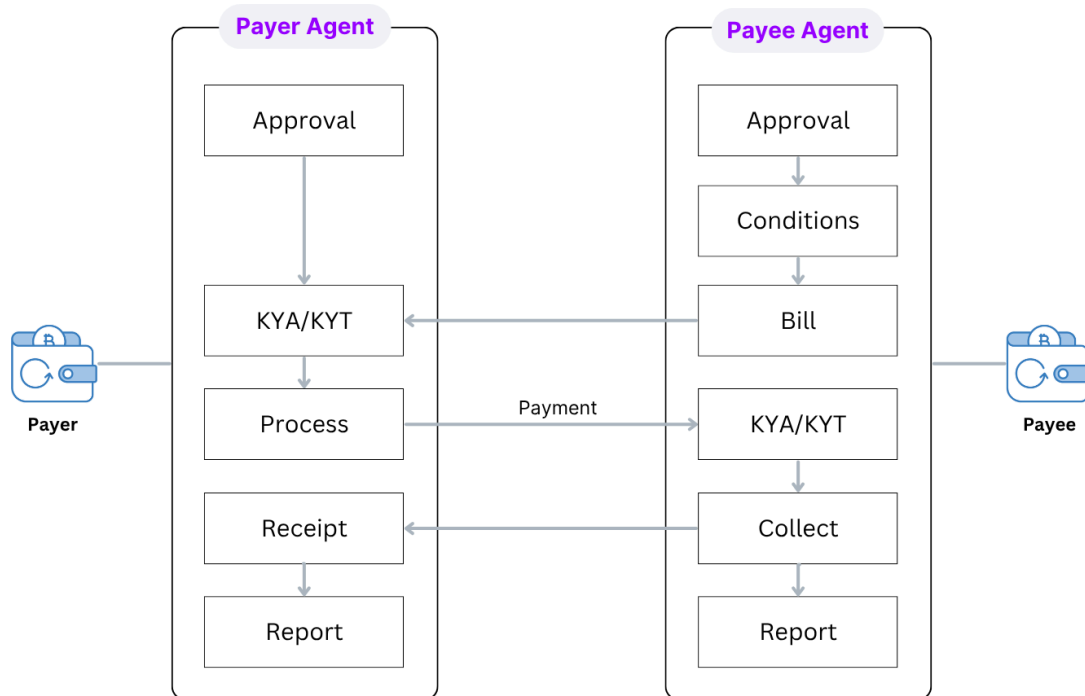 Payer Agent
Approval
KYA/KYT
Process
Receipt
Report
Payer
Payment
Payee Agent
Approval
Conditions
Bill
KYA/KYT
Collect
Report
Payee